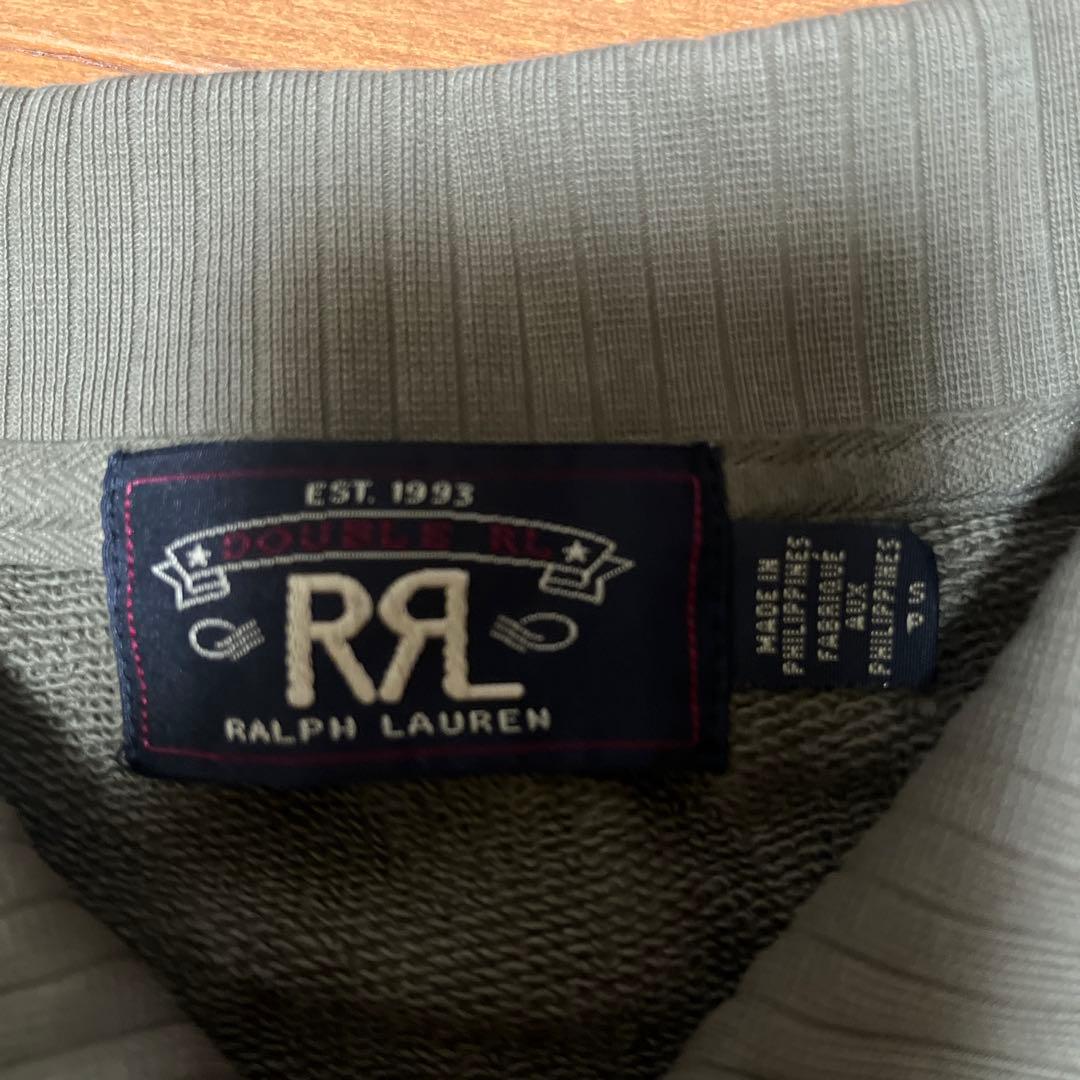 EST. 1993
DOUBLE RL
RRL
RALPH LAUREN
MADE IN
PHILIPPINES
FABRIQUÉ
AUX
PHILIPPINES